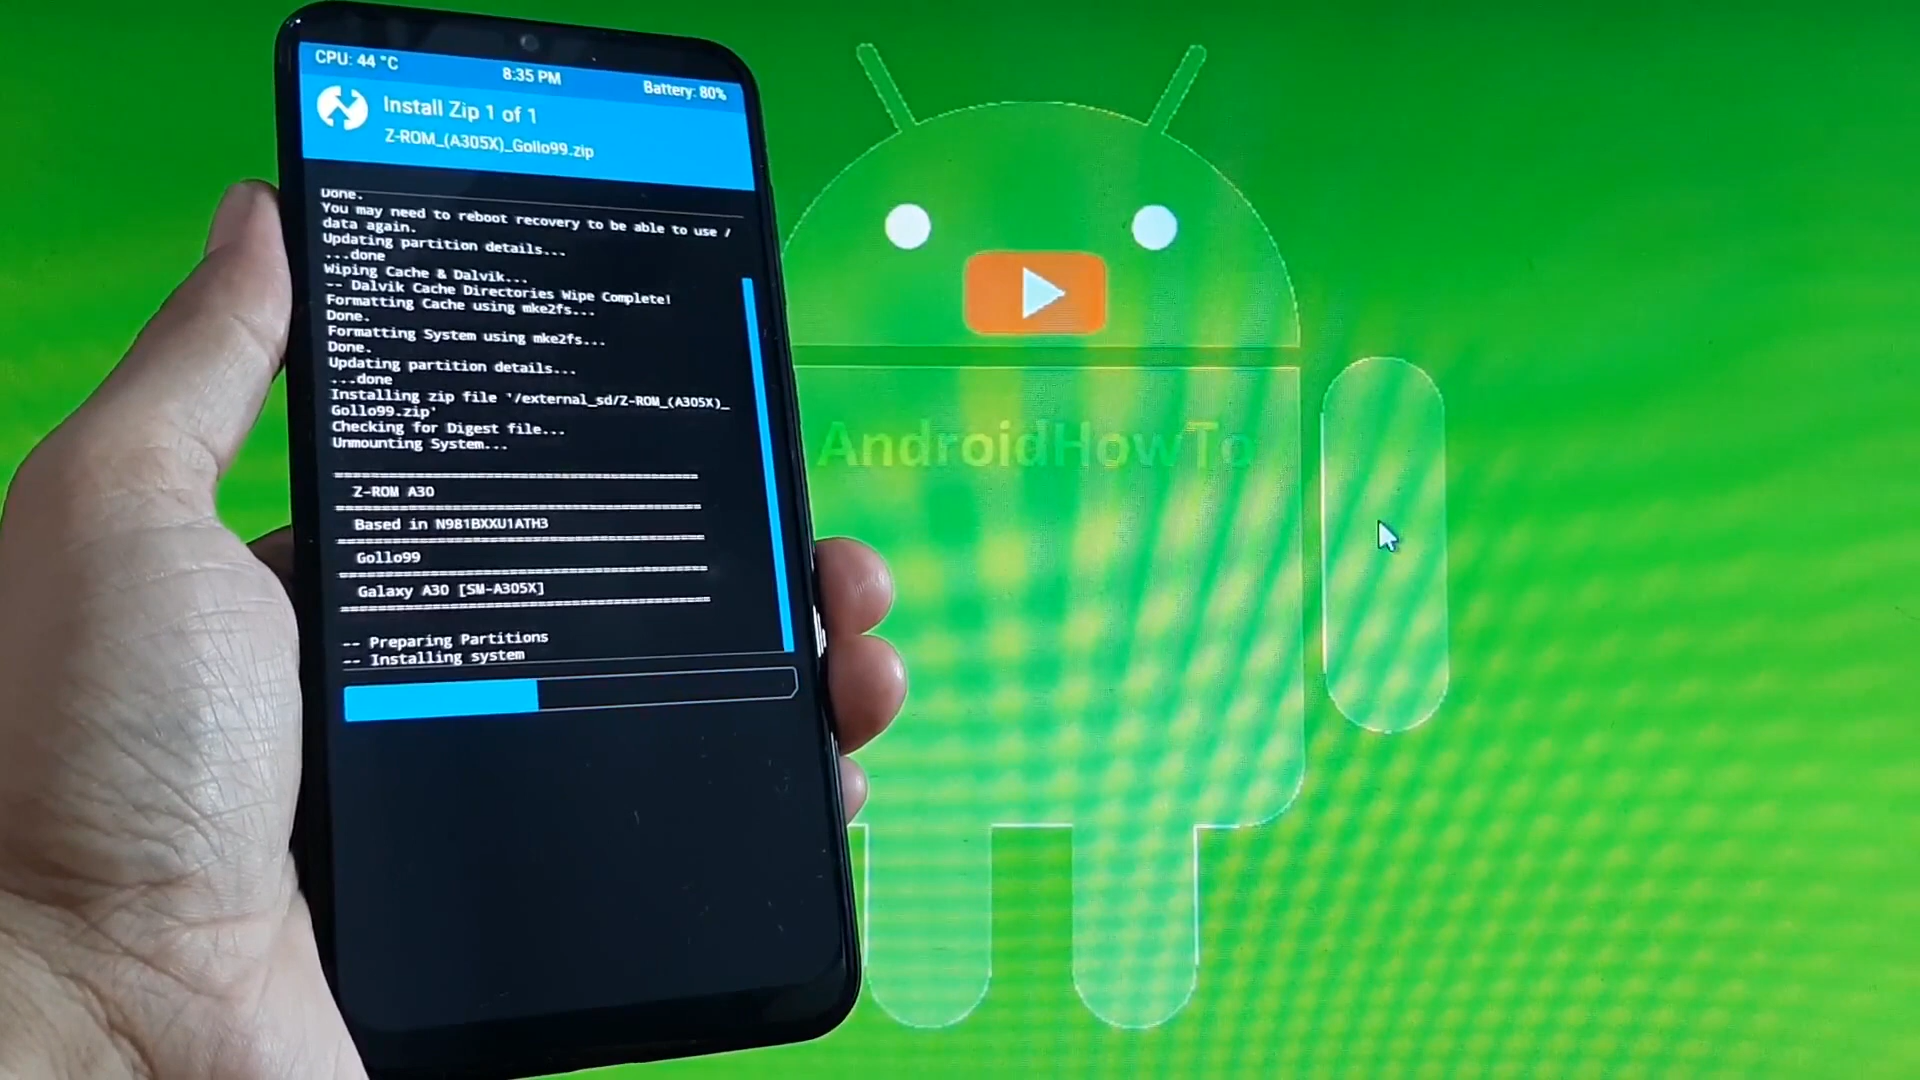 CPU: 44 °C
8:35 PM
Battery: 80%
Install Zip 1 of 1
Z-ROM_(A305X)_Gollo99.zip
Done.
You may need to reboot recovery to be able to use /
data again.
Updating partition details...
...done
Wiping Cache & Dalvik...
-- Dalvik Cache Directories Wipe Complete!
Formatting Cache using mke2fs...
Done.
Formatting System using mke2fs...
Done.
Updating partition details...
...done
Installing zip file '/external_sd/Z-ROM_(A305X)_
Gollo99.zip'
Checking for Digest file...
Unmounting System...
Z-ROM A30
Based in N981BXXU1ATH3
Gollo99
Galaxy A30 [SM-A305X]
-- Preparing Partitions
-- Installing system
AndroidHowTo